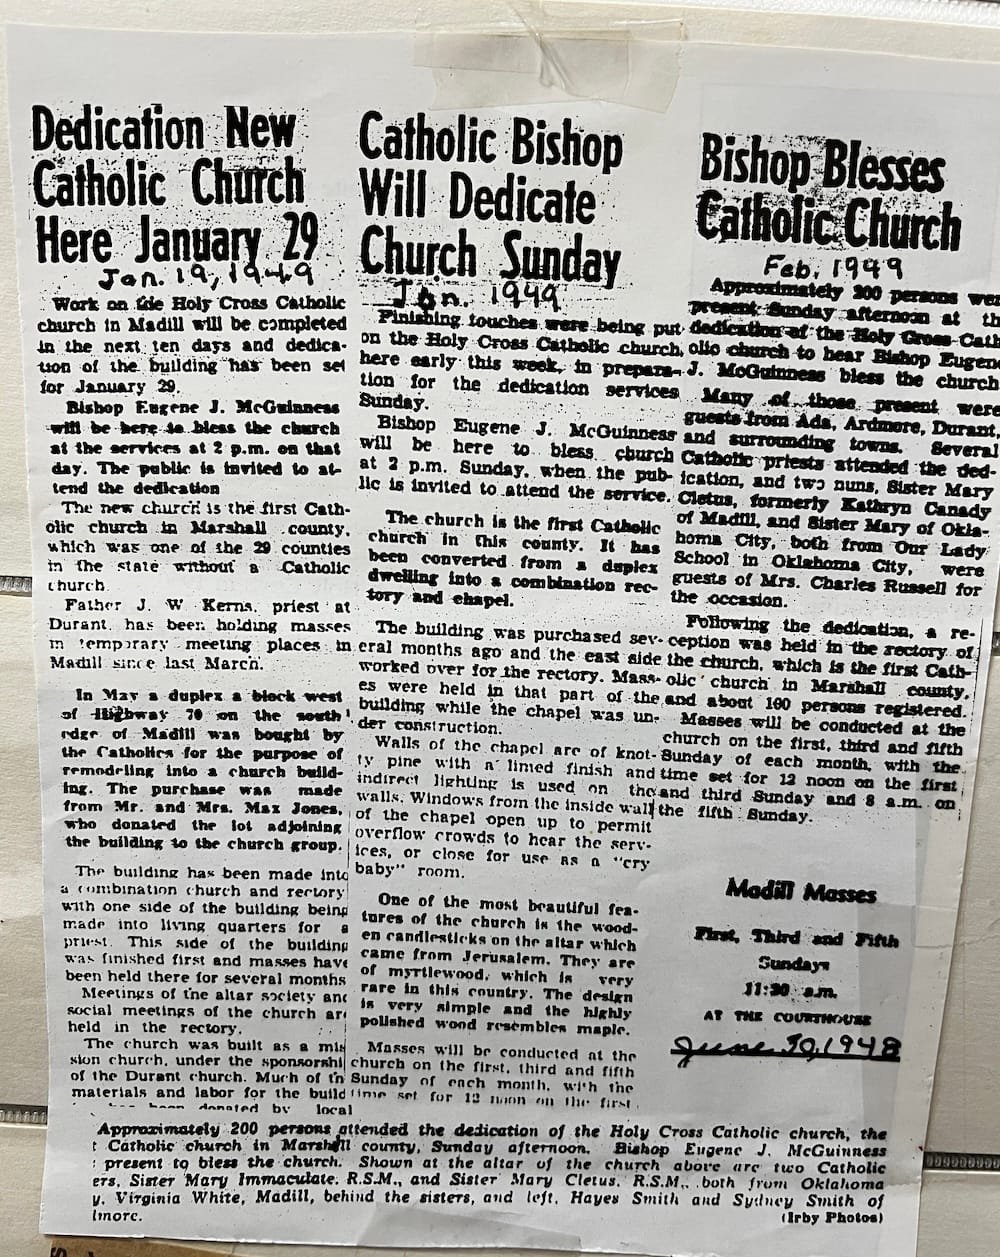 Dedication New
Catholic Church
Here January 29
Jan. 19, 1949
Work on the Holy Cross Catholic
church in Madill will be completed
in the next ten days and dedica-
tion of the building has been set
for January 29.
Bishop Eugene J. McGuinness
will be here to bless the church
at the services at 2 p.m. on that
day. The public is invited to at-
tend the dedication
The new church is the first Cath-
olic church in Marshall county,
which was one of the 29 counties
in the state without a Catholic
church.
Father J. W. Kerns, priest at
Durant, has been holding masses
in temporary meeting places in
Madill since last March.
In May a duplex a block west
of Highway 70 on the south
edge of Madill was bought by
the Catholics for the purpose of
remodeling into a church build-
ing. The purchase was made
from Mr. and Mrs. Max Jones,
who donated the lot adjoining
the building to the church group.
The building has been made into
a combination church and rectory
with one side of the building being
made into living quarters for a
priest. This side of the building
was finished first and masses have
been held there for several months
Meetings of the altar society and
social meetings of the church are
held in the rectory.
The church was built as a mis
sion church, under the sponsorshi
of the Durant church. Much of th
materials and labor for the build
has been donated by local
Catholic Bishop
Will Dedicate
Church Sunday
Jan. 1949
Finishing touches were being put
on the Holy Cross Catholic church
here early this week, in prepara-
tion for the dedication services
Sunday.
Bishop Eugene J. McGuinness
will be here to bless church
at 2 p.m. Sunday, when the pub-
lic is invited to attend the service.
The church is the first Catholic
church in this county. It has
been converted from a duplex
dwelling into a combination rec-
tory and chapel.
The building was purchased sev-
eral months ago and the east side
worked over for the rectory. Mass-
es were held in that part of the
building while the chapel was un-
der construction.
Walls of the chapel are of knot-
ty pine with a limed finish and
indirect lighting is used on the
walls. Windows from the inside wall
of the chapel open up to permit
overflow crowds to hear the serv-
ices, or close for use as a "cry
baby" room.
One of the most beautiful fea-
tures of the church is the wood-
en candlesticks on the altar which
came from Jerusalem. They are
of myrtlewood, which is very
rare in this country. The design
is very simple and the highly
polished wood resembles maple.
Masses will be conducted at the
church on the first, third and fifth
Sunday of each month, with the
time set for 12 noon on the first
Bishop Blesses
Catholic Church
Feb. 1949
Approximately 200 persons wer
present Sunday afternoon at th
dedication of the Holy Cross Cath
olic church to hear Bishop Eugene
J. McGuinness bless the church
Many of those present were
guests from Ada, Ardmore, Durant,
and surrounding towns. Several
Catholic priests attended the ded-
ication, and two nuns, Sister Mary
Cletus, formerly Kathryn Canady
of Madill, and Sister Mary of Okla-
homa City, both from Our Lady
School in Oklahoma City, were
guests of Mrs. Charles Russell for
the occasion.
Following the dedication, a re-
ception was held in the rectory of
the church, which is the first Cath-
olic church in Marshall county,
and about 100 persons registered.
Masses will be conducted at the
church on the first, third and fifth
Sunday of each month, with the
time set for 12 noon on the first
and third Sunday and 8 a.m. on
the fifth Sunday.
Madill Masses
First, Third and Fifth
Sundays
11:30 a.m.
AT THE COURTHOUSE
June 30, 1948
Approximately 200 persons attended the dedication of the Holy Cross Catholic church, the
t Catholic church in Marshall county, Sunday afternoon. Bishop Eugene J. McGuinness
present to bless the church. Shown at the altar of the church above are two Catholic
ers, Sister Mary Immaculate, R.S.M., and Sister Mary Cletus, R.S.M., both from Oklahoma
y. Virginia White, Madill, behind the sisters, and left, Hayes Smith and Sydney Smith of
lmore.
(Irby Photos)